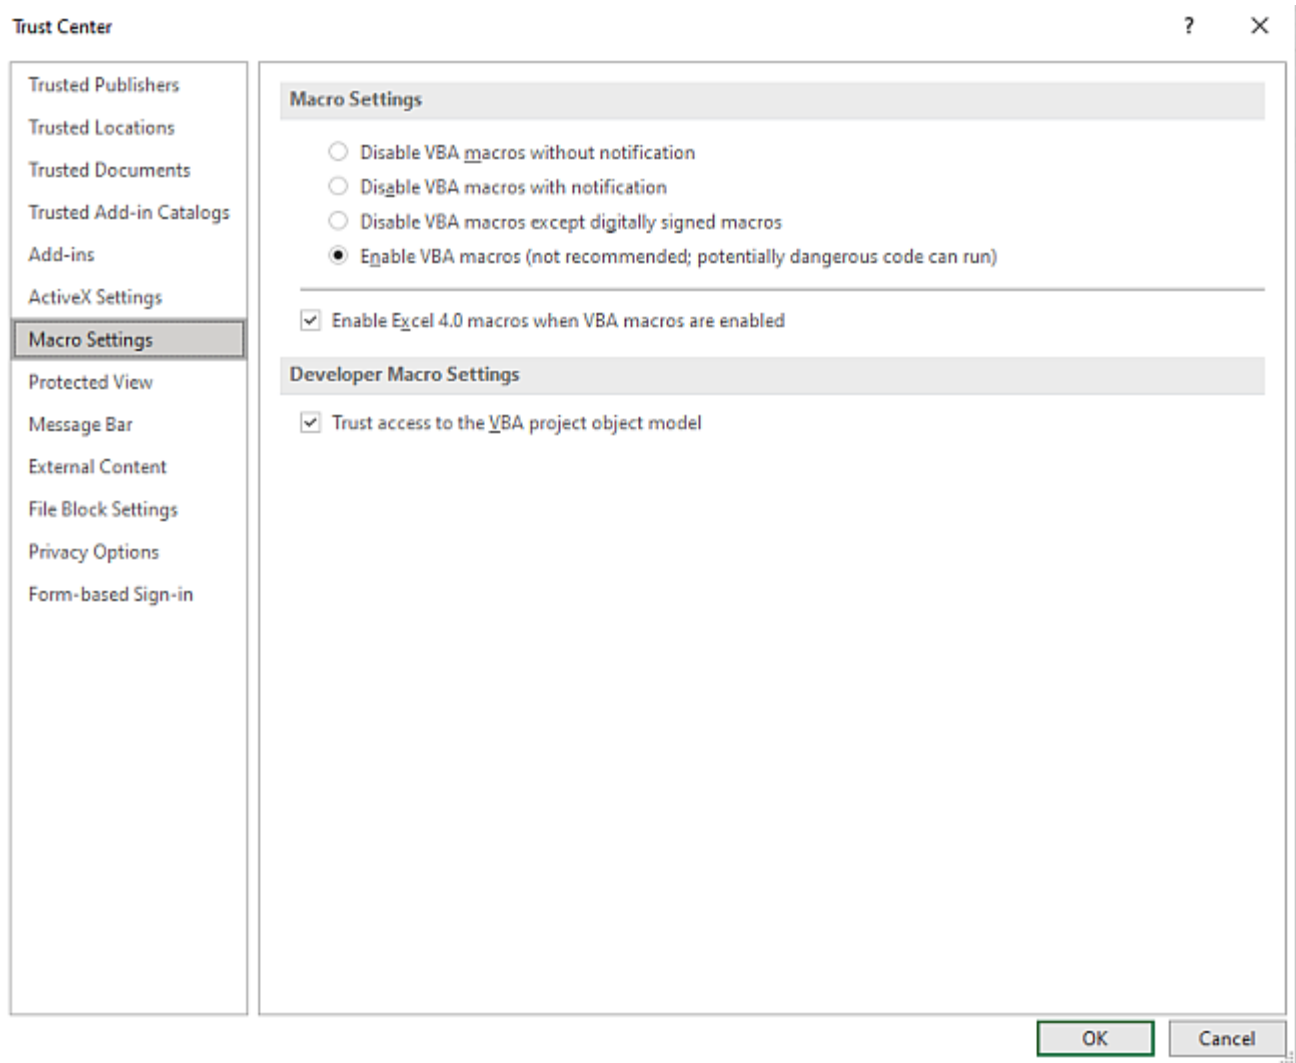 Trust Center
?
Trusted Publishers
Trusted Locations
Trusted Documents
Trusted Add-in Catalogs
Add-ins
ActiveX Settings
Macro Settings
Protected View
Message Bar
External Content
File Block Settings
Privacy Options
Form-based Sign-in
Macro Settings
Disable VBA macros without notification
Disable VBA macros with notification
Disable VBA macros except digitally signed macros
Enable VBA macros (not recommended; potentially dangerous code can run)
Enable Excel 4.0 macros when VBA macros are enabled
Developer Macro Settings
Trust access to the VBA project object model
OK
Cancel